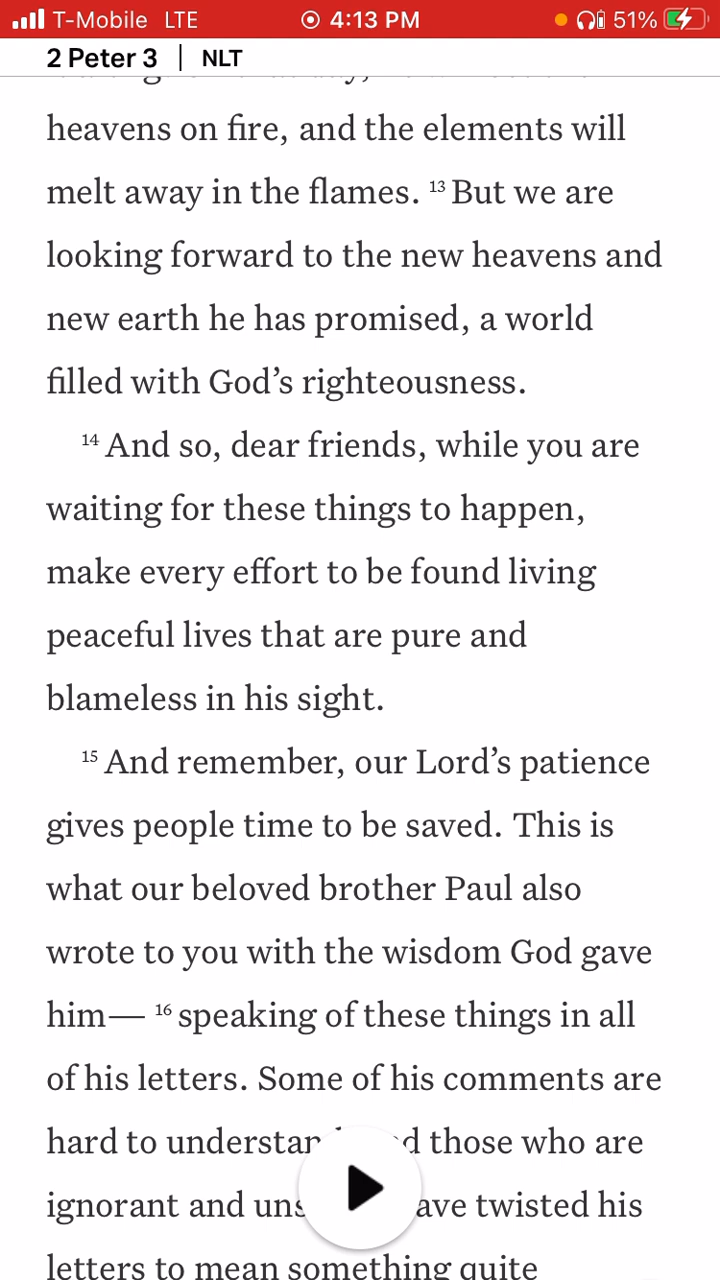 T-Mobile LTE 4:13 PM 51%
2 Peter 3 | NLT
heavens on fire, and the elements will
melt away in the flames. 13 But we are
looking forward to the new heavens and
new earth he has promised, a world
filled with God’s righteousness.
14 And so, dear friends, while you are
waiting for these things to happen,
make every effort to be found living
peaceful lives that are pure and
blameless in his sight.
15 And remember, our Lord’s patience
gives people time to be saved. This is
what our beloved brother Paul also
wrote to you with the wisdom God gave
him— 16 speaking of these things in all
of his letters. Some of his comments are
hard to those who are
ignorant and twisted his
letters to mean something quite